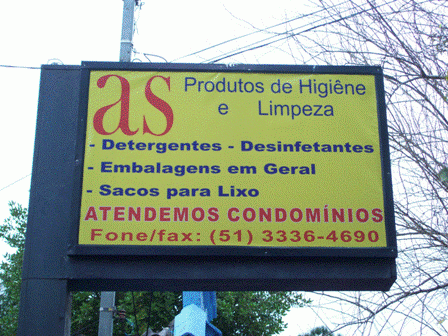 as Produtos de Higiêne
e Limpeza
- Detergentes - Desinfetantes
- Embalagens em Geral
- Sacos para Lixo
ATENDEMOS CONDOMÍNIOS
Fone/fax: (51) 3336-4690